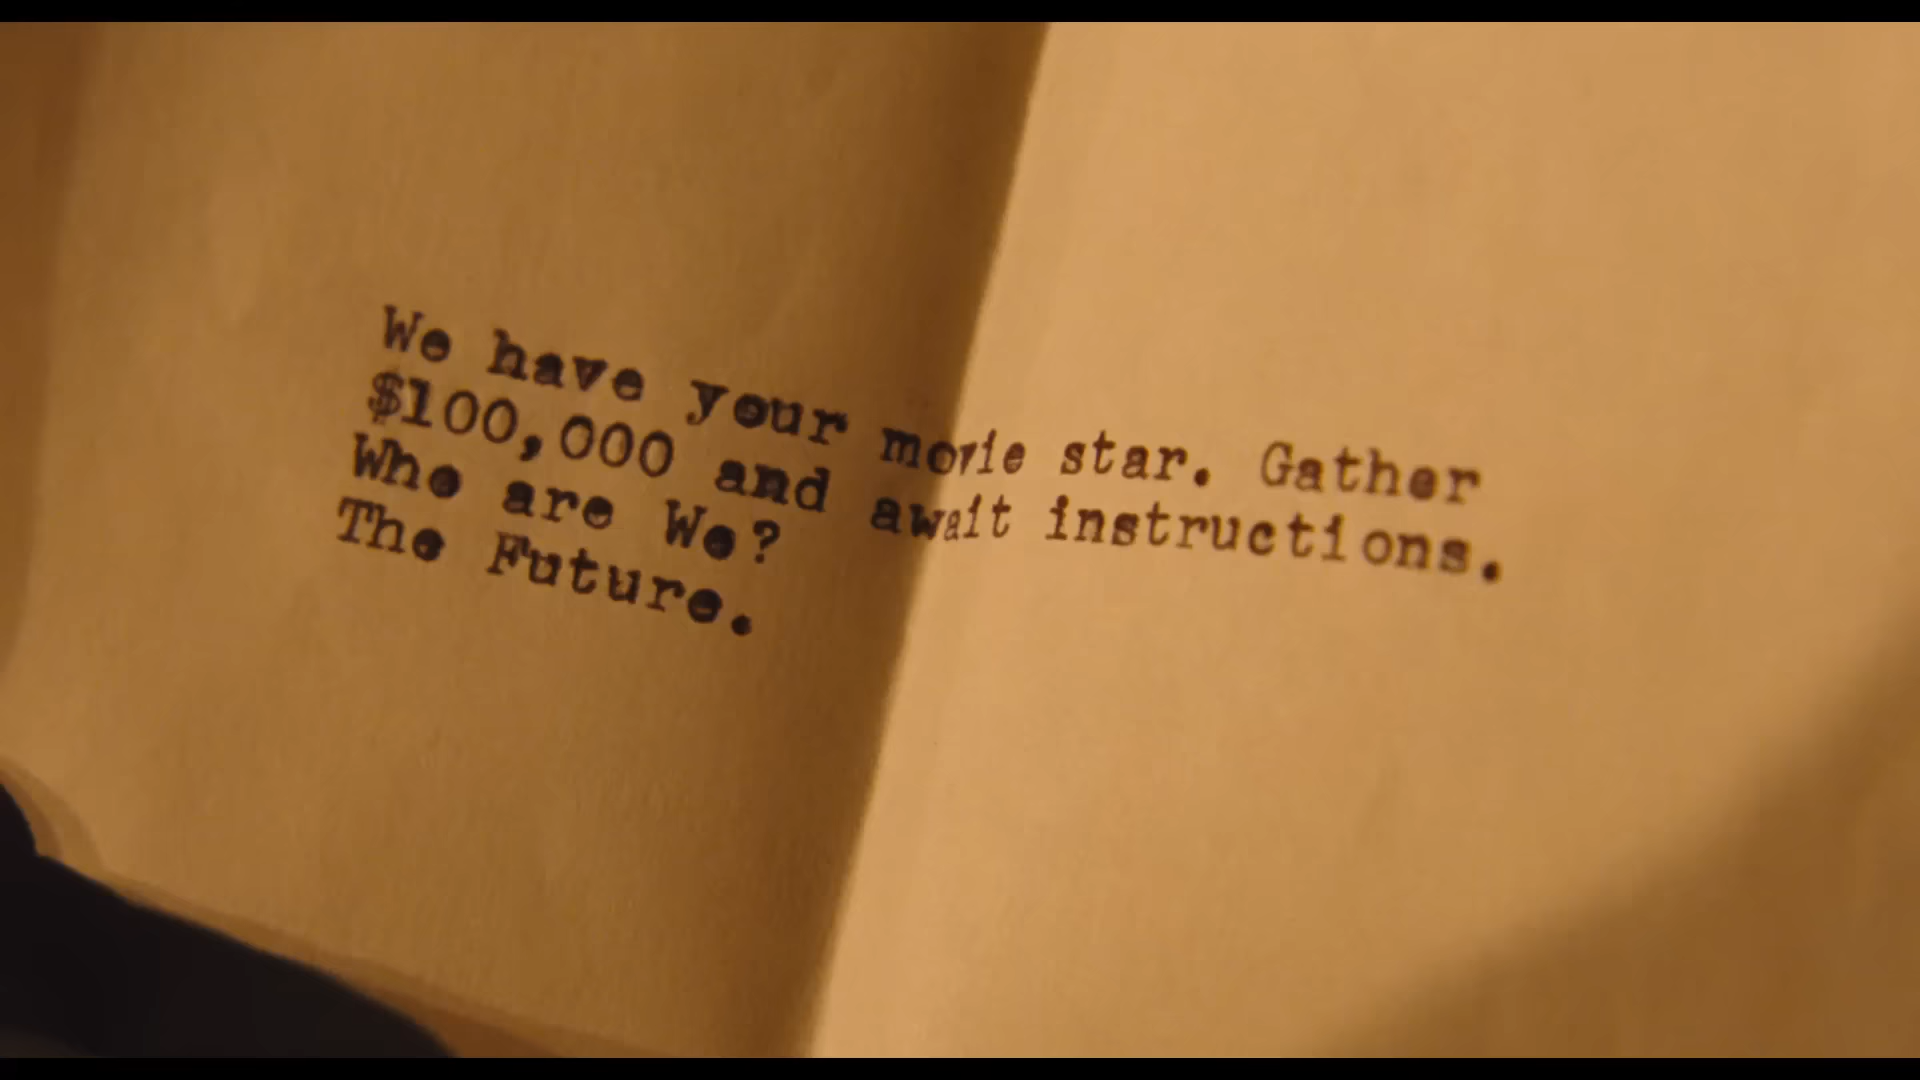 We have your movie star. Gather
$100,000 and await instructions.
Who are We?
The Future.